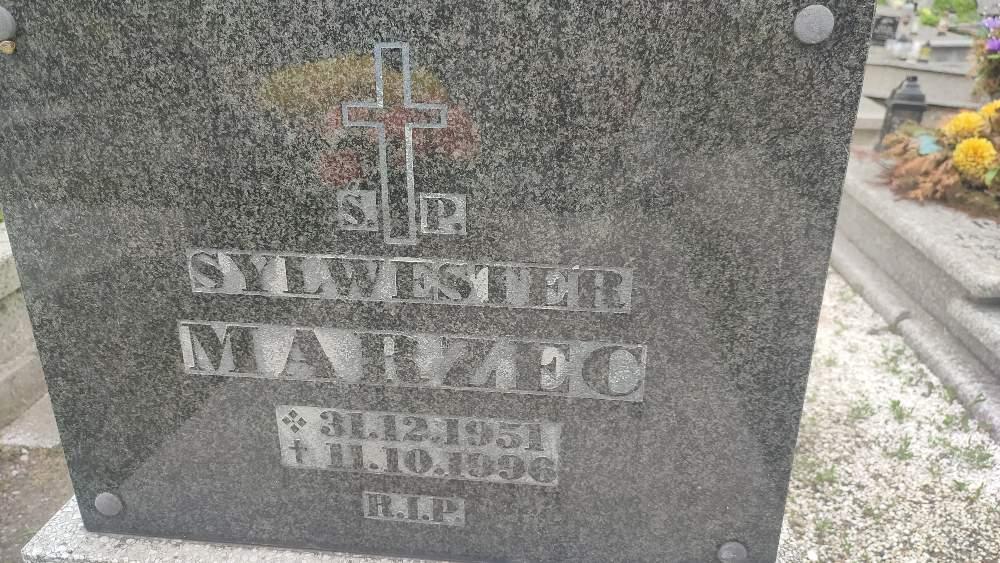 Ś. P.
SYLWESTER
MARZEC
31.12.1951
† 11.10.1996
R.I.P.